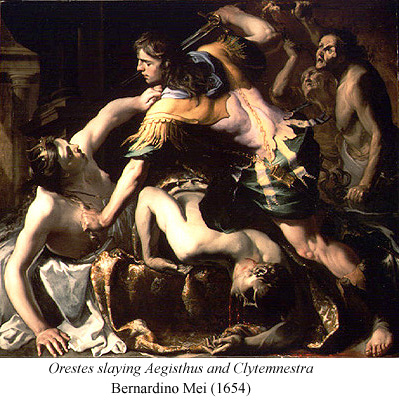 Orestes slaying Aegisthus and Clytemnestra
Bernardino Mei (1654)